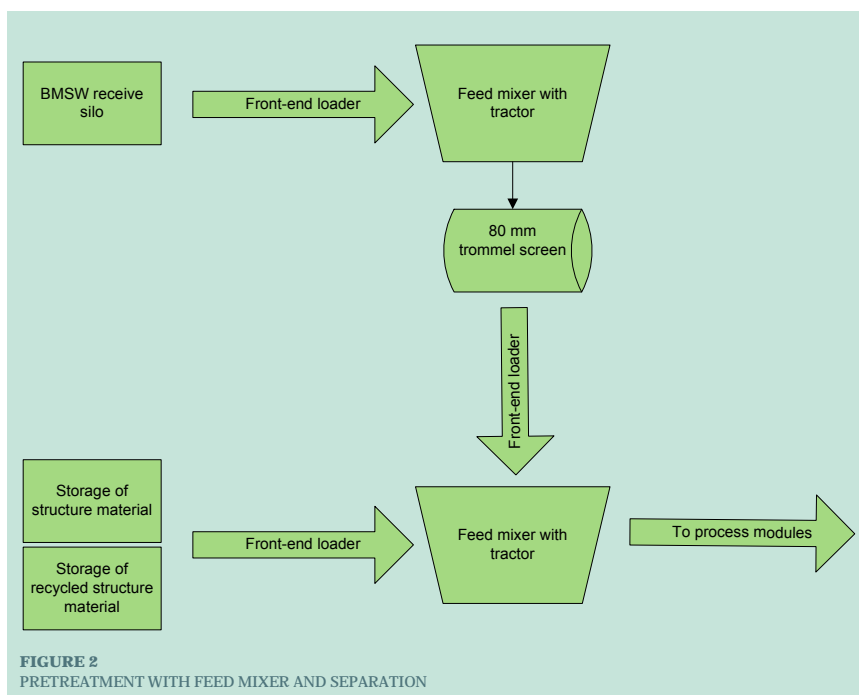 BMSW receive
silo
Front-end loader
Feed mixer with
tractor
80 mm
trommel screen
Front-end loader
Storage of
structure material
Storage of
recycled structure
material
Front-end loader
Feed mixer with
tractor
To process modules
FIGURE 2
PRETREATMENT WITH FEED MIXER AND SEPARATION